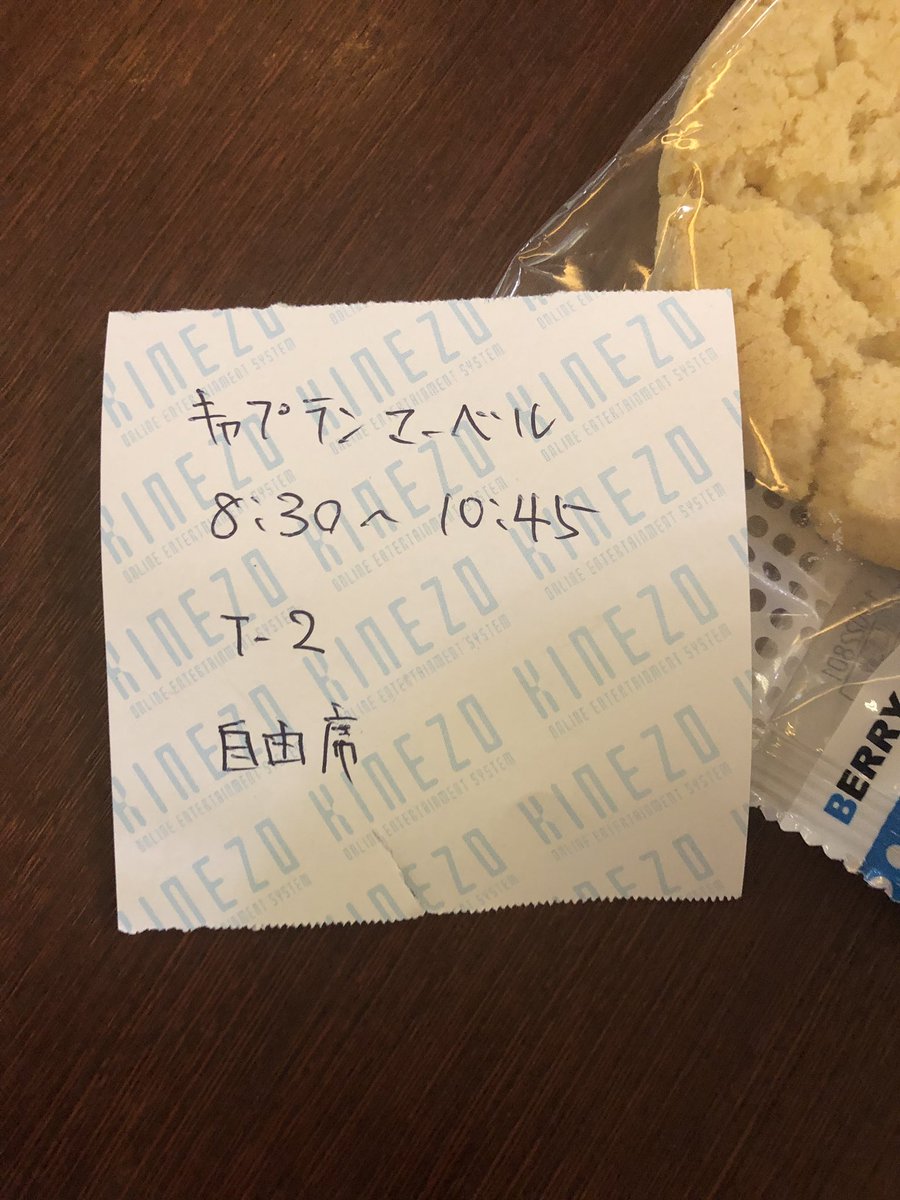 キャプテンマーベル
8:30〜10:45
T-2
自由席
KINEZO
ONLINE ENTERTAINMENT SYSTEM
BERRY